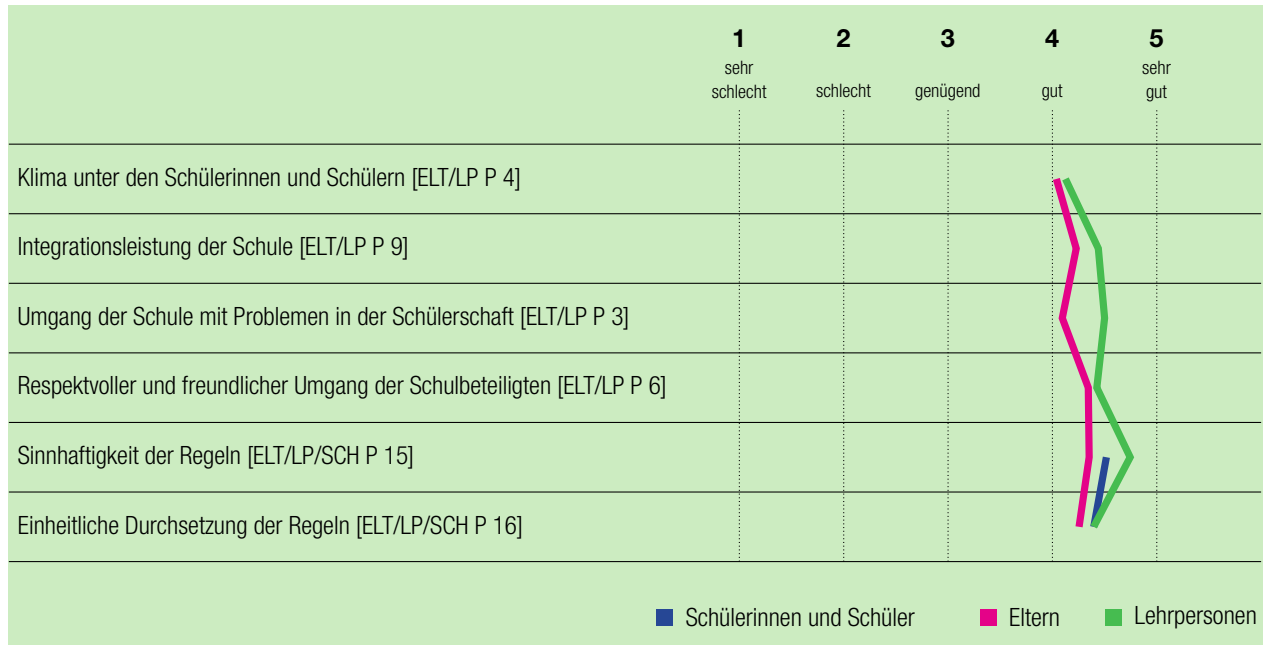 1 2 3 4 5
sehr schlecht schlecht genügend gut sehr gut
Klima unter den Schülerinnen und Schülern [ELT/LP P 4]
Integrationsleistung der Schule [ELT/LP P 9]
Umgang der Schule mit Problemen in der Schülerschaft [ELT/LP P 3]
Respektvoller und freundlicher Umgang der Schulbeteiligten [ELT/LP P 6]
Sinnhaftigkeit der Regeln [ELT/LP/SCH P 15]
Einheitliche Durchsetzung der Regeln [ELT/LP/SCH P 16]
Schülerinnen und Schüler Eltern Lehrpersonen